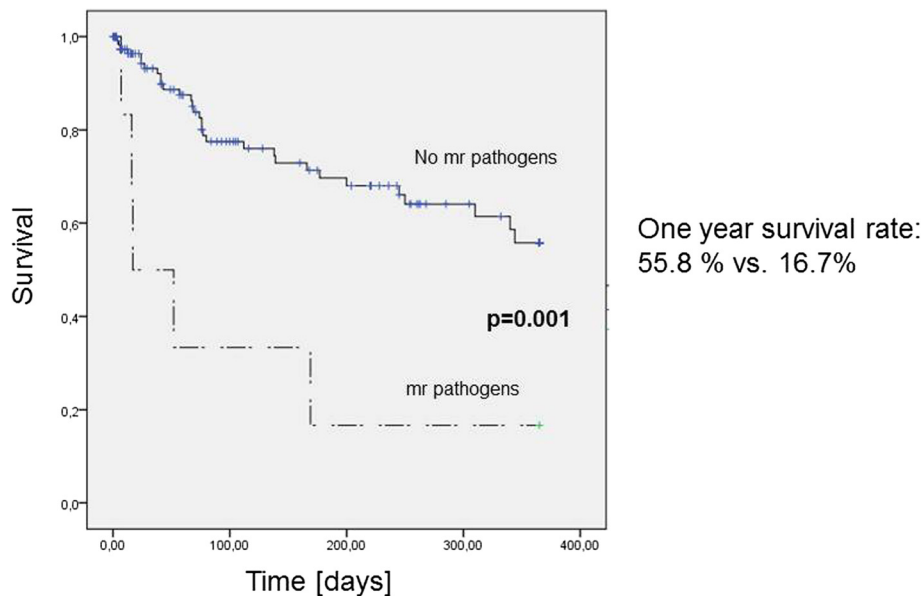 1,0
0,8
0,6
0,4
0,2
0,0
Survival
No mr pathogens
p=0.001
mr pathogens
0,00 100,00 200,00 300,00 400,00
Time [days]
One year survival rate:
55.8 % vs. 16.7%